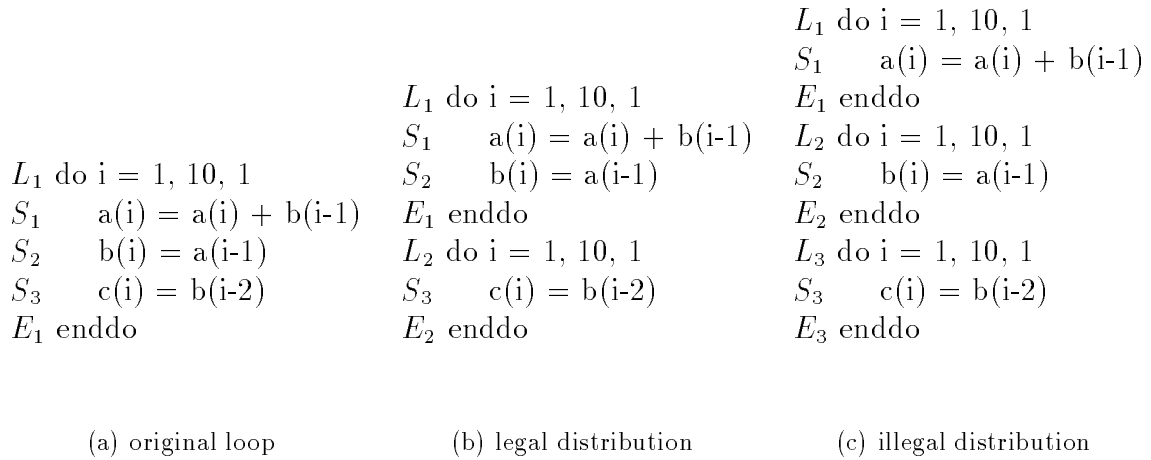 L₁ do i = 1, 10, 1
S₁ a(i) = a(i) + b(i-1)
S₂ b(i) = a(i-1)
S₃ c(i) = b(i-2)
E₁ enddo
(a) original loop
L₁ do i = 1, 10, 1
S₁ a(i) = a(i) + b(i-1)
S₂ b(i) = a(i-1)
E₁ enddo
L₂ do i = 1, 10, 1
S₃ c(i) = b(i-2)
E₂ enddo
(b) legal distribution
L₁ do i = 1, 10, 1
S₁ a(i) = a(i) + b(i-1)
E₁ enddo
L₂ do i = 1, 10, 1
S₂ b(i) = a(i-1)
E₂ enddo
L₃ do i = 1, 10, 1
S₃ c(i) = b(i-2)
E₃ enddo
(c) illegal distribution